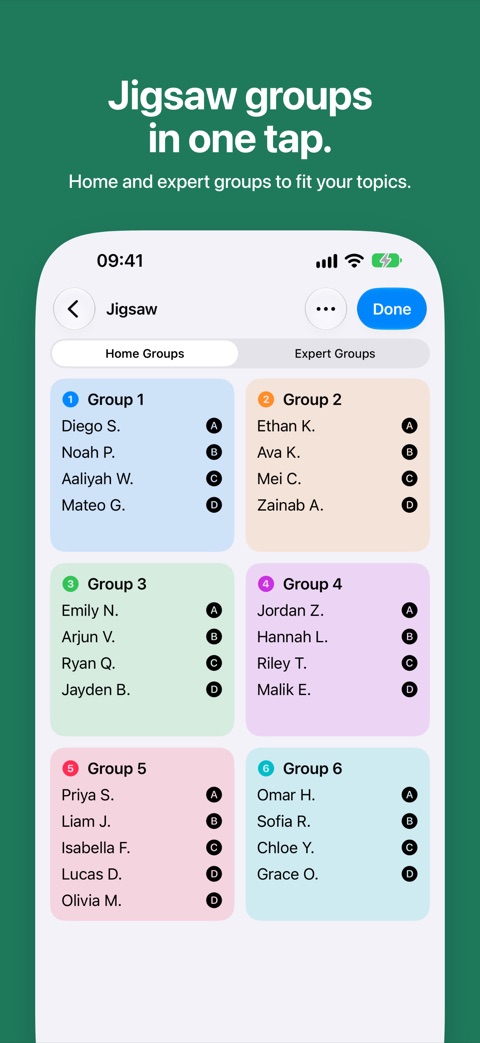 Jigsaw groups
in one tap.
Home and expert groups to fit your topics.
09:41
Jigsaw
Done
Home Groups
Expert Groups
1 Group 1
Diego S. A
Noah P. B
Aaliyah W. C
Mateo G. D
2 Group 2
Ethan K. A
Ava K. B
Mei C. C
Zainab A. D
3 Group 3
Emily N. A
Arjun V. B
Ryan Q. C
Jayden B. D
4 Group 4
Jordan Z. A
Hannah L. B
Riley T. C
Malik E. D
5 Group 5
Priya S. A
Liam J. B
Isabella F. C
Lucas D. D
Olivia M. D
6 Group 6
Omar H. A
Sofia R. B
Chloe Y. C
Grace O. D